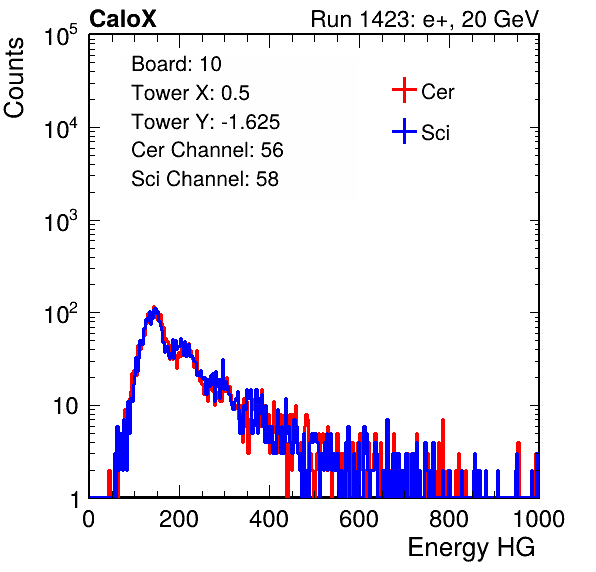 CaloX Run 1423: e+, 20 GeV
Counts
Board: 10
Tower X: 0.5
Tower Y: -1.625
Cer Channel: 56
Sci Channel: 58
Cer
Sci
10^5
10^4
10^3
10^2
10
1
0 200 400 600 800 1000
Energy HG